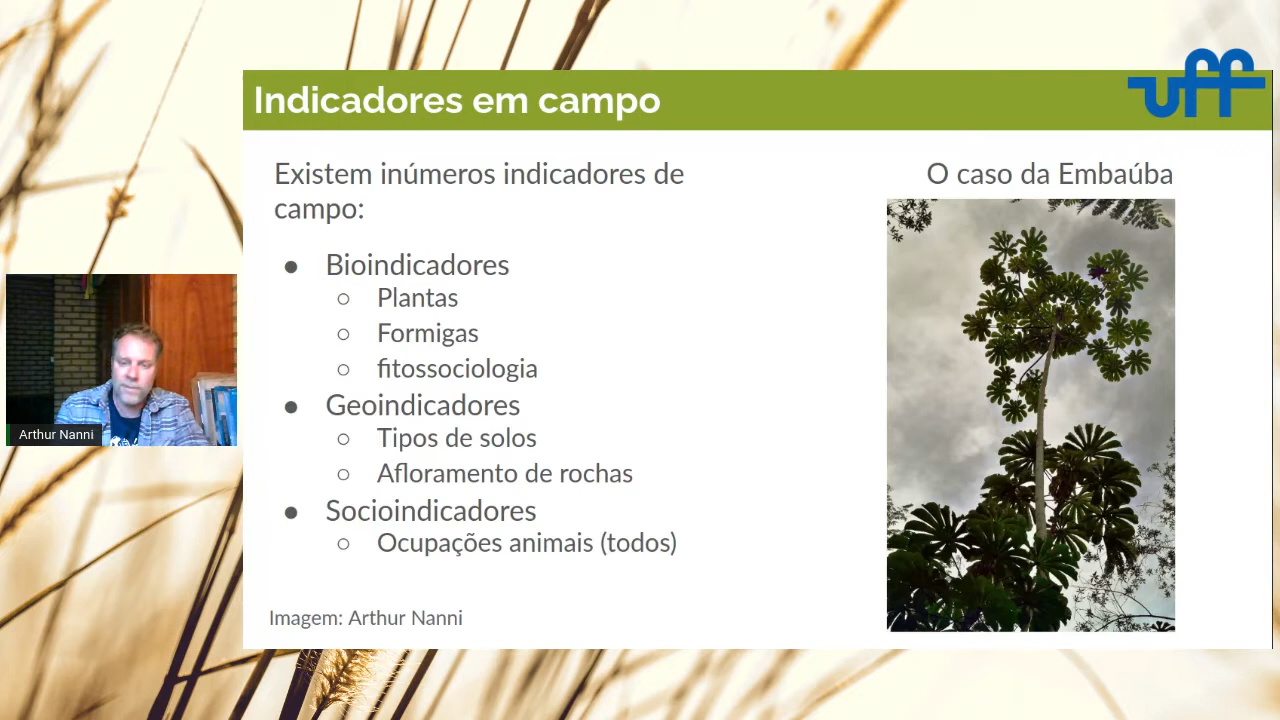 Indicadores em campo
uff
Existem inúmeros indicadores de
campo:
● Bioindicadores
○ Plantas
○ Formigas
○ fitossociologia
● Geoindicadores
○ Tipos de solos
○ Afloramento de rochas
● Socioindicadores
○ Ocupações animais (todos)
Imagem: Arthur Nanni
O caso da Embaúba
Arthur Nanni